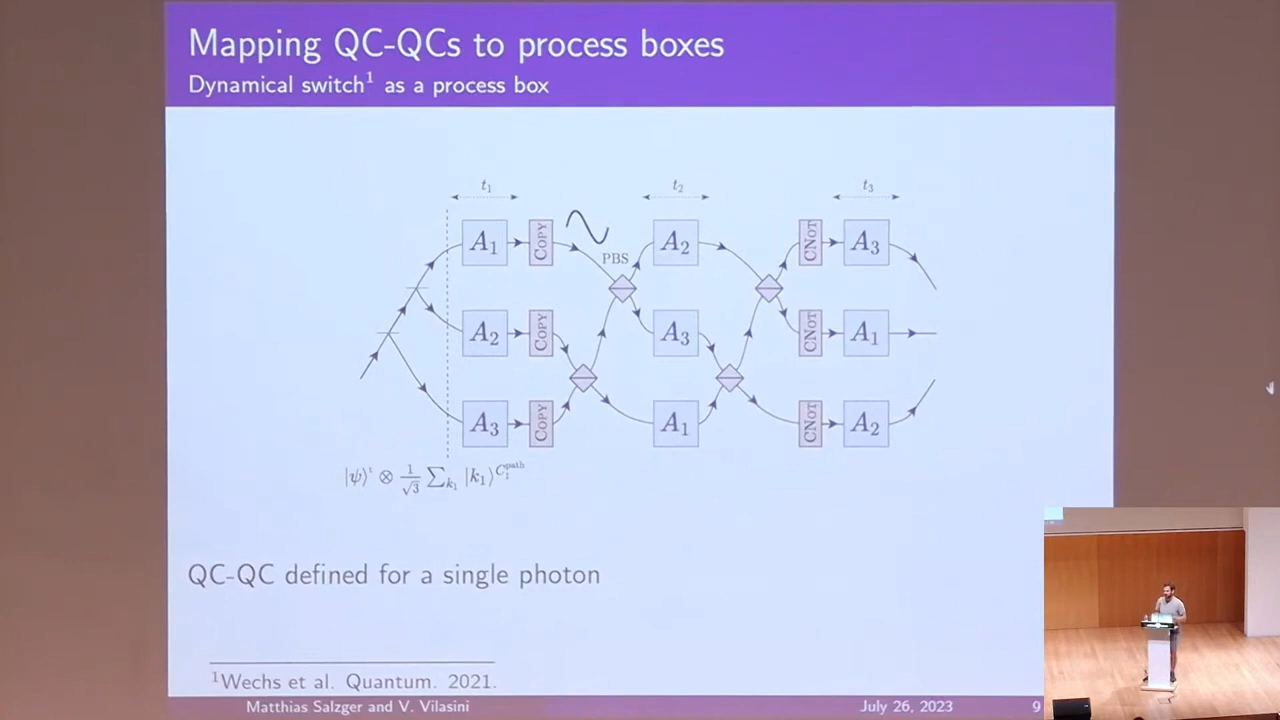 Mapping QC-QCs to process boxes
Dynamical switch¹ as a process box
t₁ t₂ t₃
A₁ COPY A₂ CNOT A₃
PBS
A₂ COPY A₃ CNOT A₁
A₃ COPY A₁ CNOT A₂
|ψ⟩ᵗ ⊗ 1/√3 ∑ₖ₁ |k₁⟩^C₁^path
QC-QC defined for a single photon
¹Wechs et al. Quantum. 2021.
Matthias Salzger and V. Vilasini July 26, 2023 9